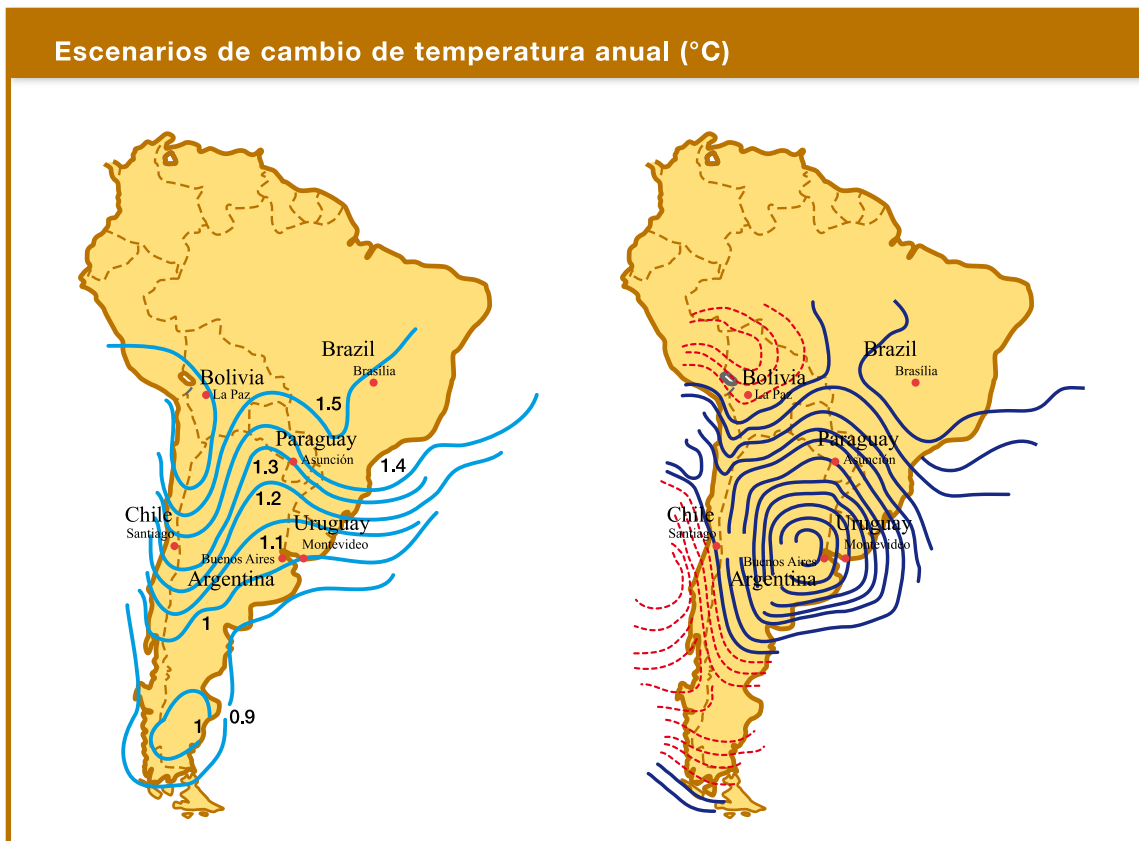 Escenarios de cambio de temperatura anual (°C)
Brazil
Brasília
Bolivia
La Paz
1.5
Paraguay
Asunción
1.3
1.4
1.2
Chile
Santiago
Uruguay
1.1
Montevideo
Buenos Aires
Argentina
1
0.9
1
Brazil
Brasília
Bolivia
La Paz
Paraguay
Asunción
Chile
Santiago
Uruguay
Montevideo
Buenos Aires
Argentina